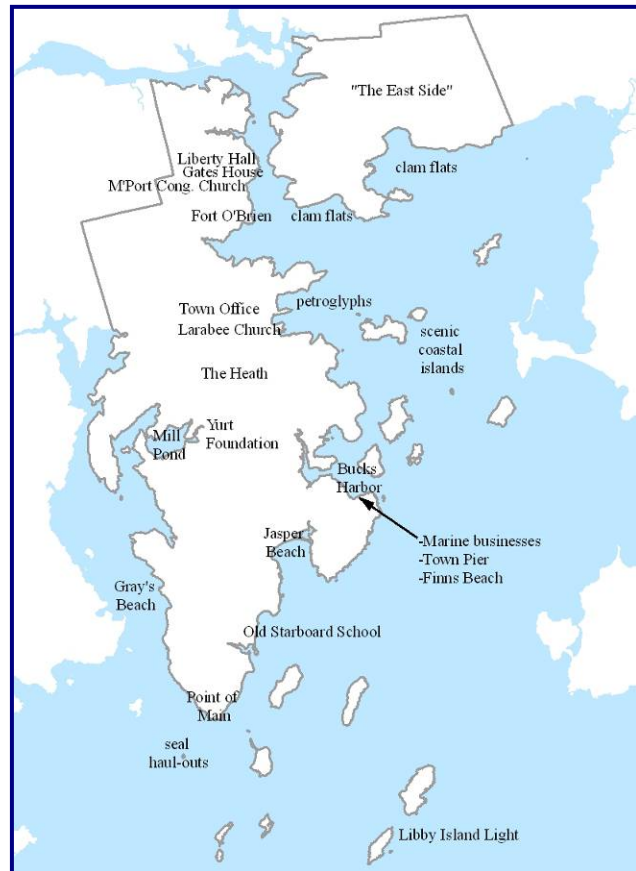 "The East Side"
Liberty Hall
Gates House
M'Port Cong. Church
clam flats
Fort O'Brien
clam flats
petroglyphs
Town Office
Larabee Church
scenic
coastal
islands
The Heath
Yurt
Foundation
Mill
Pond
Bucks
Harbor
Jasper
Beach
-Marine businesses
-Town Pier
-Finns Beach
Gray's
Beach
Old Starboard School
Point of
Main
seal
haul-outs
Libby Island Light